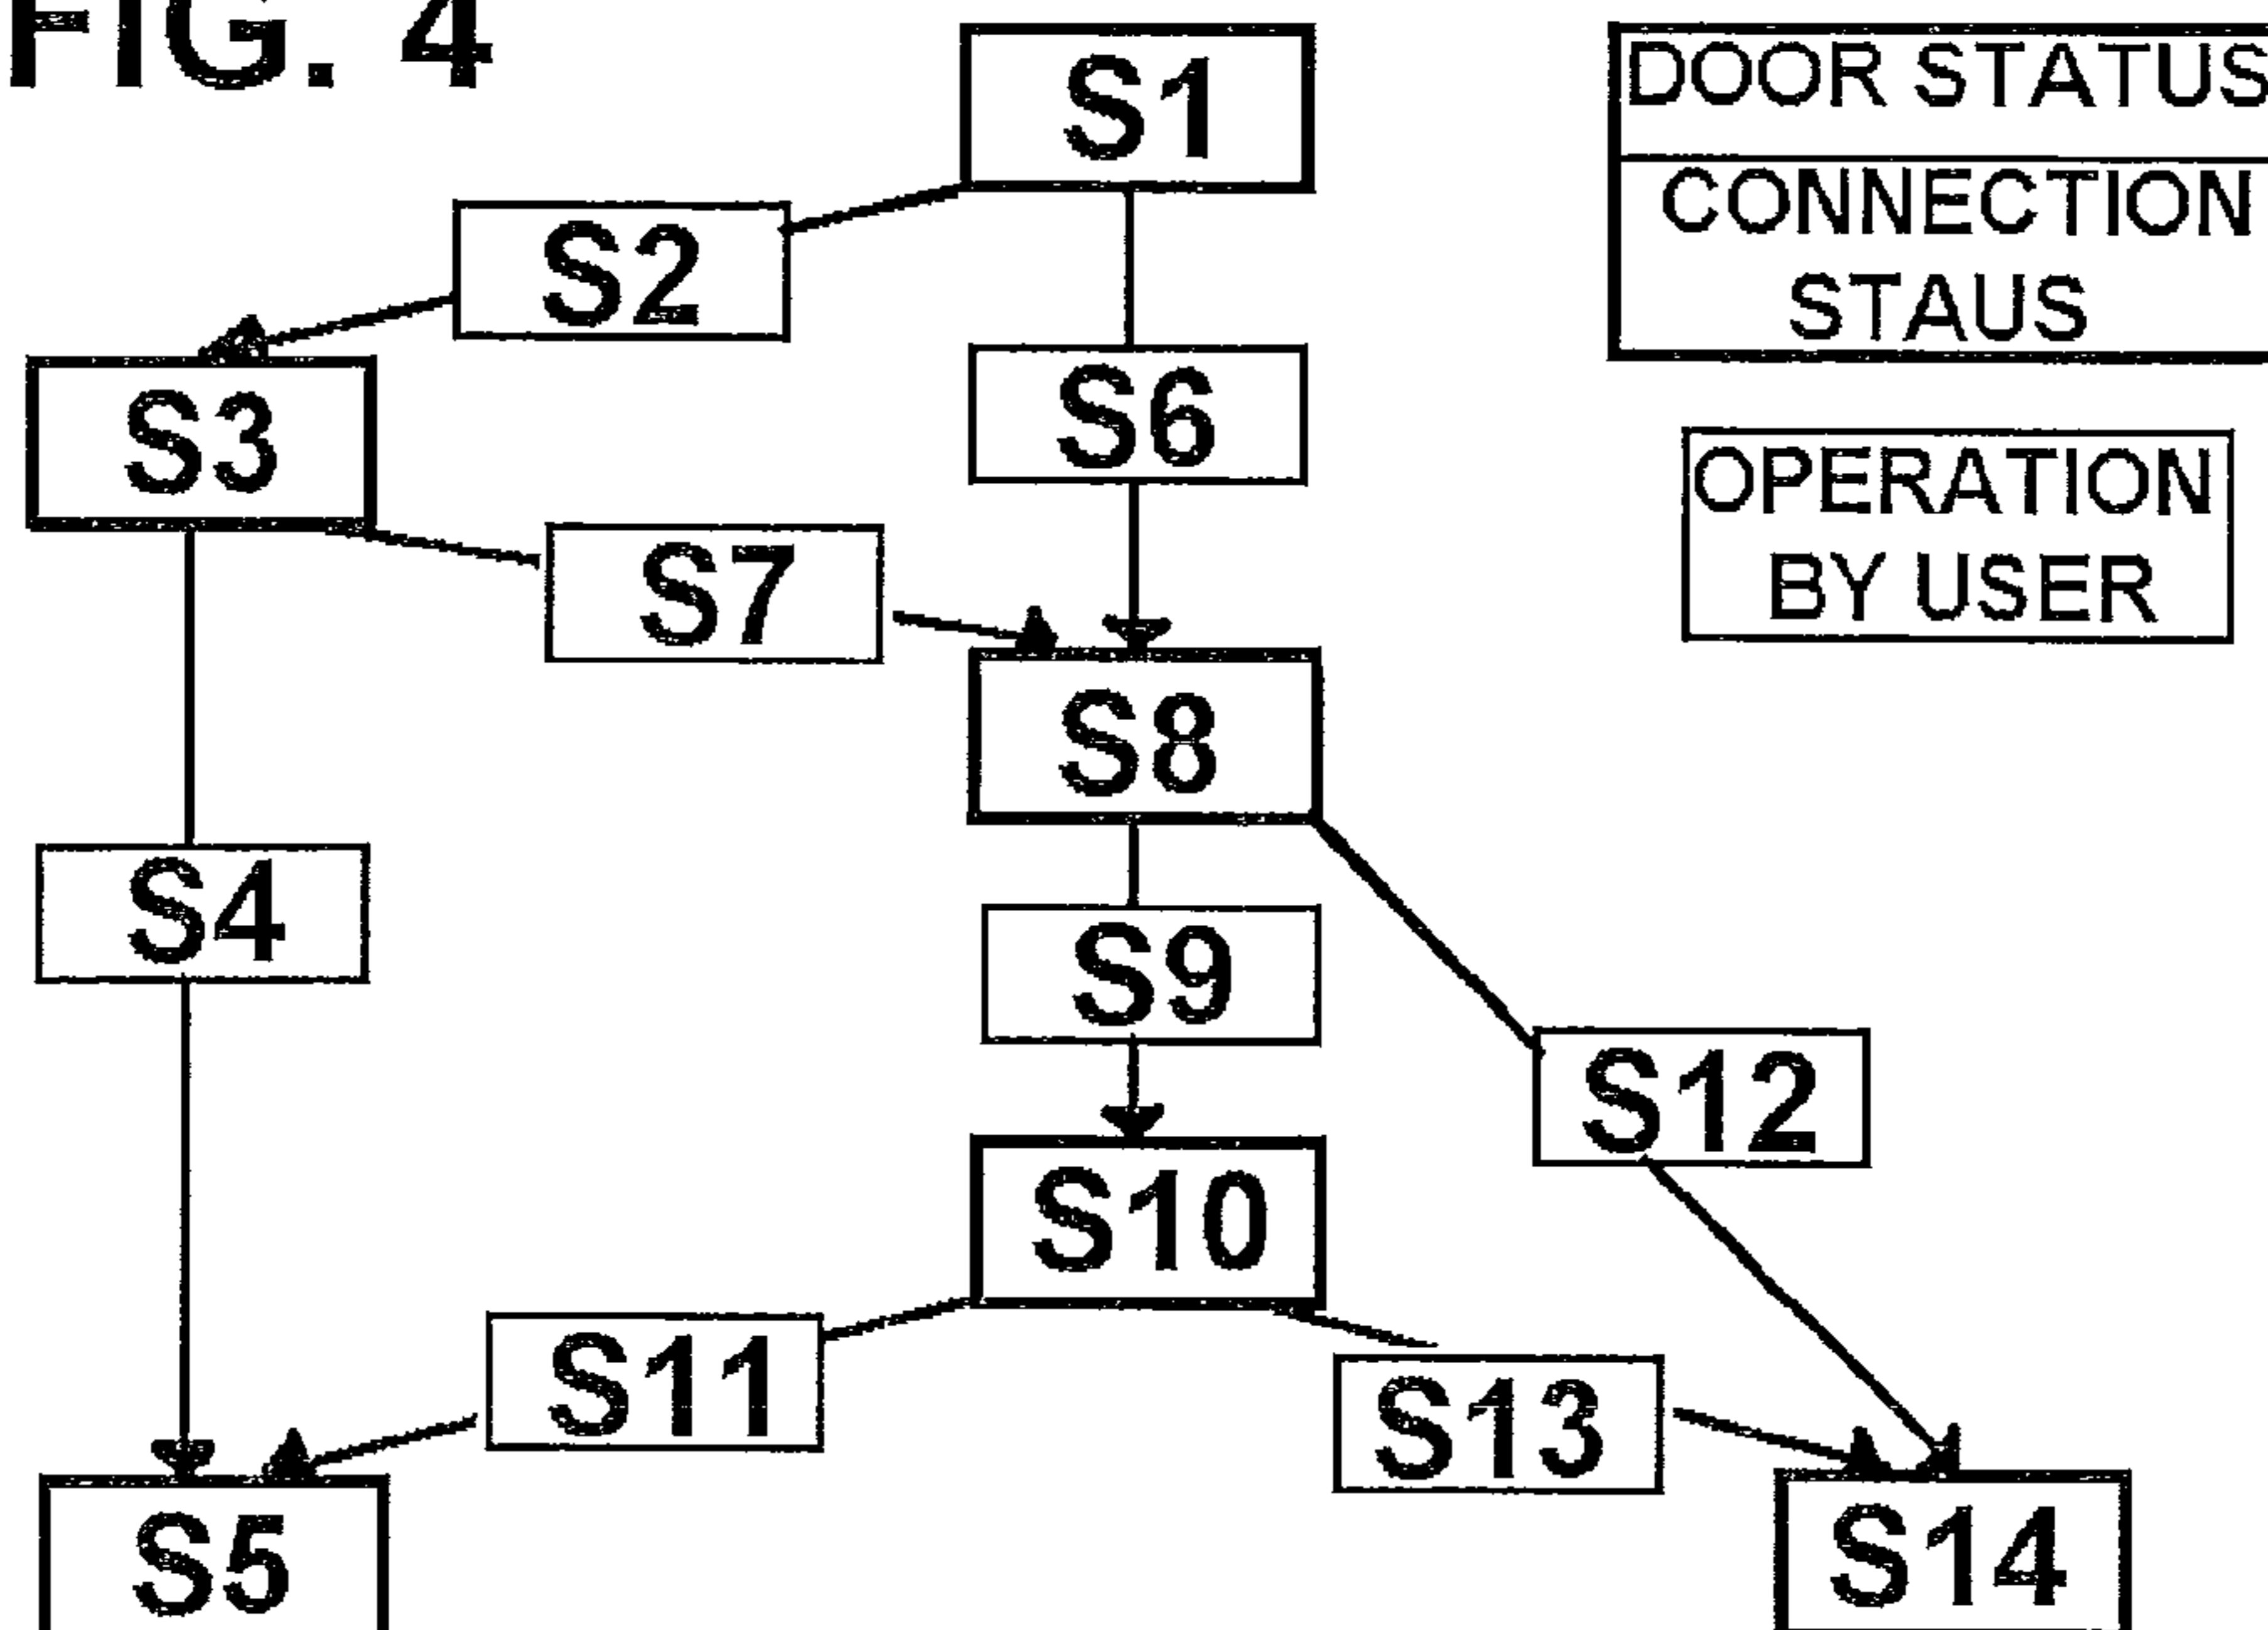 FIG. 4
S1
DOOR STATUS
CONNECTION
STAUS
S2
S3
S6
OPERATION
BY USER
S7
S8
S4
S9
S12
S10
S11
S13
S5
S14